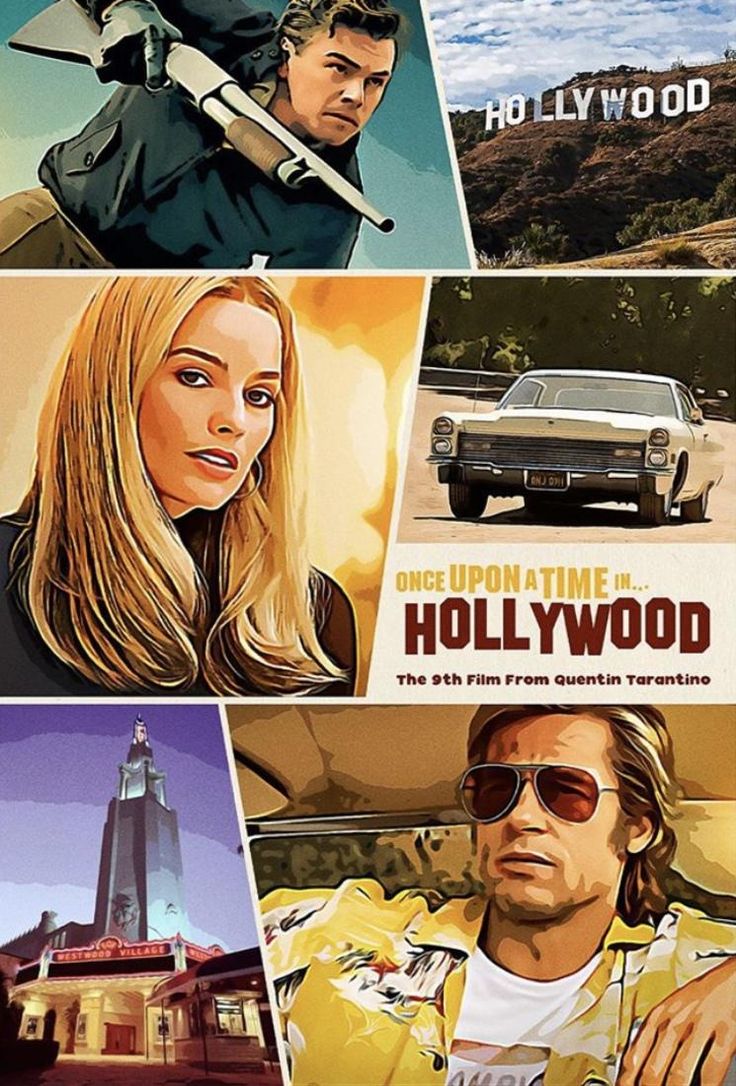 HOLLYWOOD
ONCE UPON A TIME IN...
HOLLYWOOD
The 9th Film From Quentin Tarantino
WESTWOOD VILLAGE